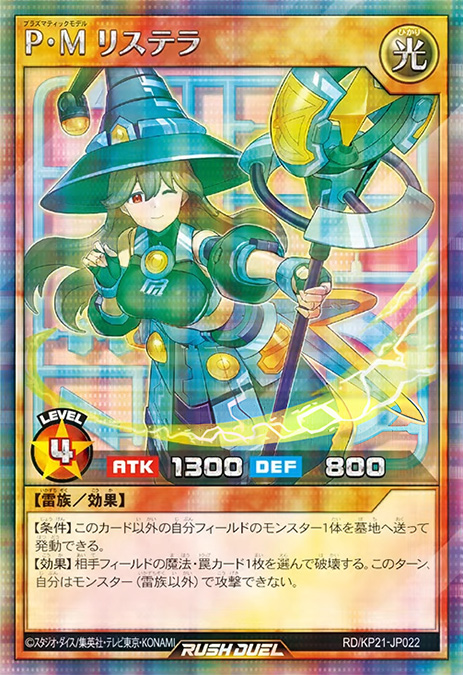 プラズマティックモデル
P・M リステラ
ひかり
光
LEVEL
4
ATK 1300 DEF 800
【雷族/効果】
【条件】このカード以外の自分フィールドのモンスター1体を墓地へ送って
発動できる。
【効果】相手フィールドの魔法・罠カード1枚を選んで破壊する。このターン、
自分はモンスター(雷族以外)で攻撃できない。
©スタジオ・ダイス/集英社・テレビ東京・KONAMI
RUSH DUEL
RD/KP21-JP022